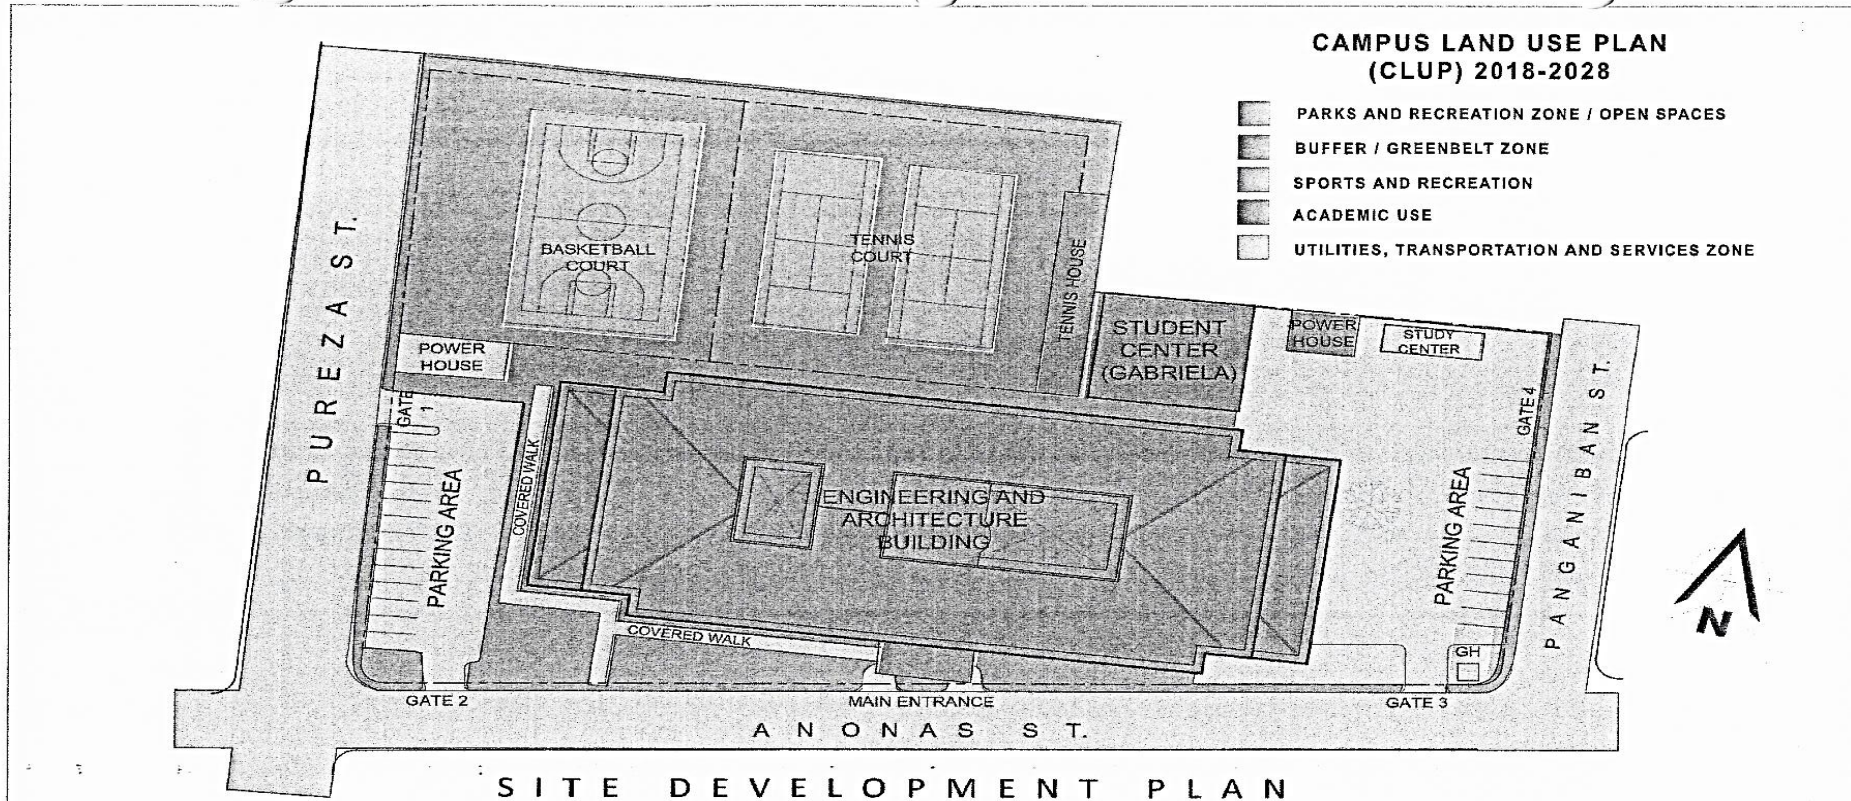 CAMPUS LAND USE PLAN
(CLUP) 2018-2028
PARKS AND RECREATION ZONE / OPEN SPACES
BUFFER / GREENBELT ZONE
SPORTS AND RECREATION
ACADEMIC USE
UTILITIES, TRANSPORTATION AND SERVICES ZONE
PUREZA ST.
BASKETBALL
COURT
TENNIS
COURT
TENNIS HOUSE
POWER
HOUSE
STUDENT
CENTER
(GABRIELA)
POWER
HOUSE
STUDY
CENTER
GATE
1
GATE 4
PANGANIBAN ST.
COVERED WALK
PARKING AREA
ENGINEERING AND
ARCHITECTURE
BUILDING
PARKING AREA
COVERED WALK
GH
N
GATE 2
MAIN ENTRANCE
GATE 3
ANONAS ST.
SITE DEVELOPMENT PLAN